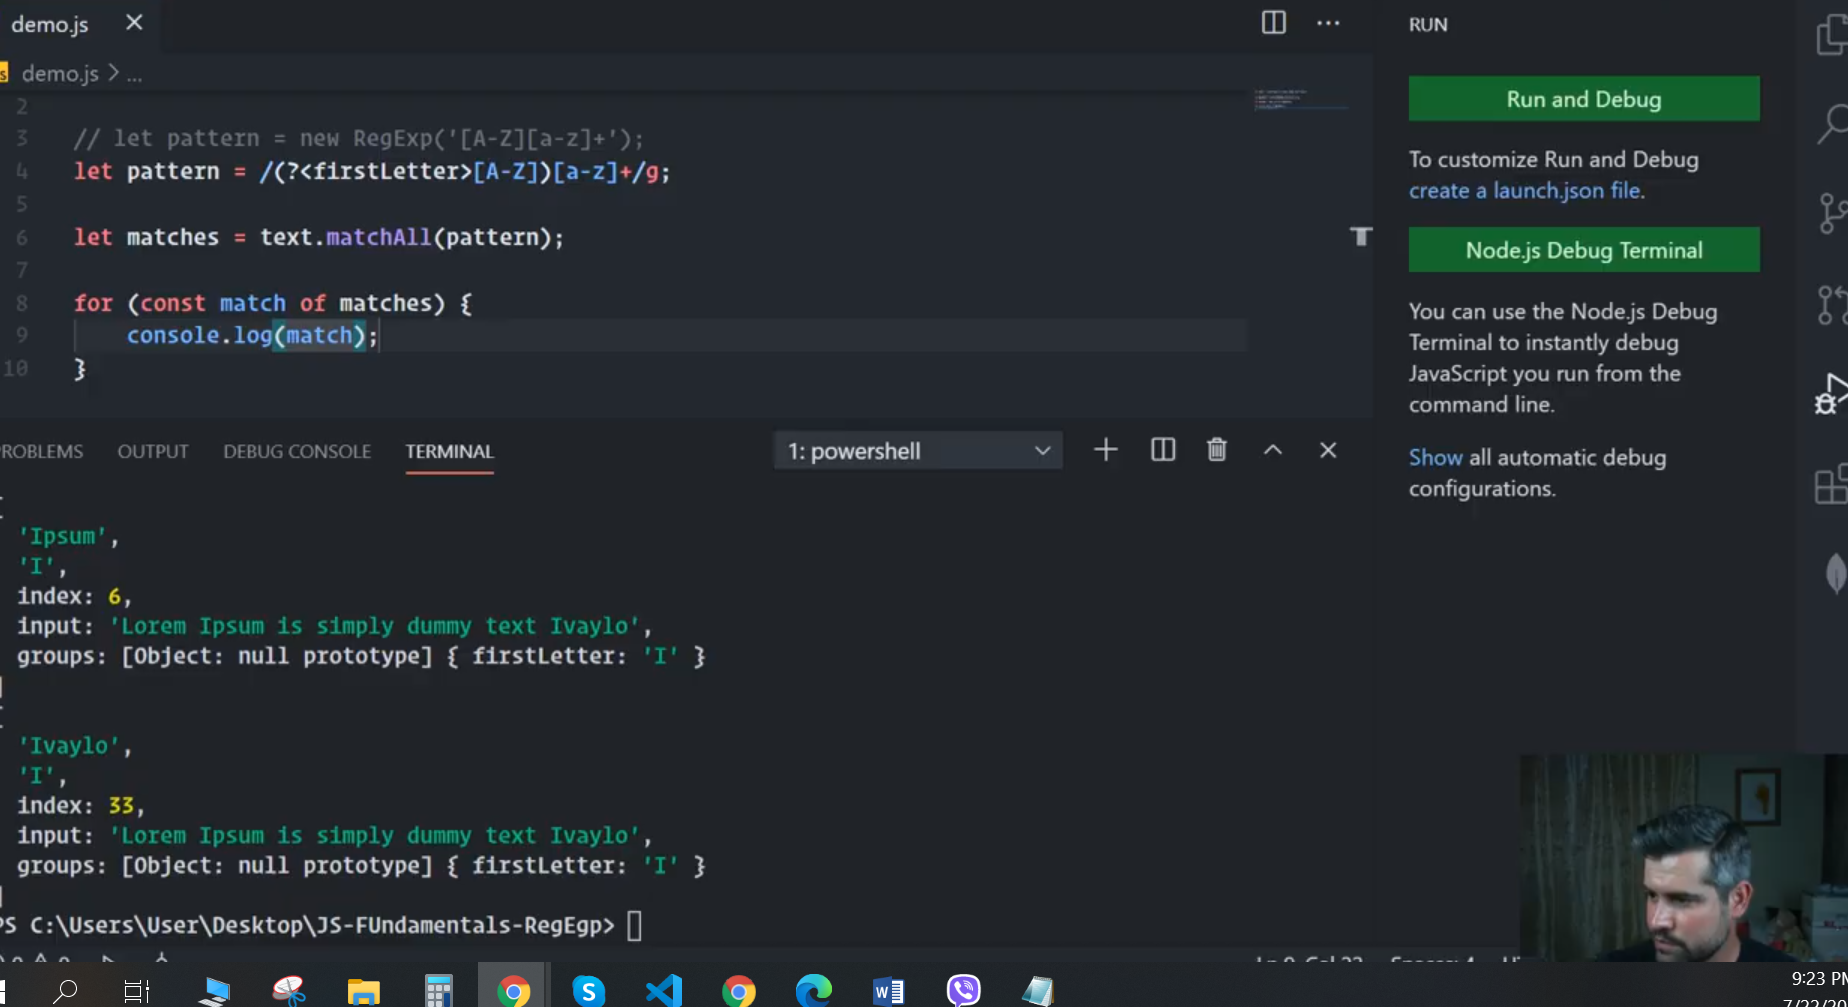 demo.js
demo.js > ...
2
3 // let pattern = new RegExp('[A-Z][a-z]+');
4 let pattern = /(?<firstLetter>[A-Z])[a-z]+/g;
5
6 let matches = text.matchAll(pattern);
7
8 for (const match of matches) {
9 console.log(match);
10 }
ROBLEMS OUTPUT DEBUG CONSOLE TERMINAL 1: powershell
[
'Ipsum',
'I',
index: 6,
input: 'Lorem Ipsum is simply dummy text Ivaylo',
groups: [Object: null prototype] { firstLetter: 'I' }
]
[
'Ivaylo',
'I',
index: 33,
input: 'Lorem Ipsum is simply dummy text Ivaylo',
groups: [Object: null prototype] { firstLetter: 'I' }
]
PS C:\Users\User\Desktop\JS-FUndamentals-RegEgp>
RUN
Run and Debug
To customize Run and Debug
create a launch.json file.
Node.js Debug Terminal
You can use the Node.js Debug
Terminal to instantly debug
JavaScript you run from the
command line.
Show all automatic debug
configurations.
9:23 PM